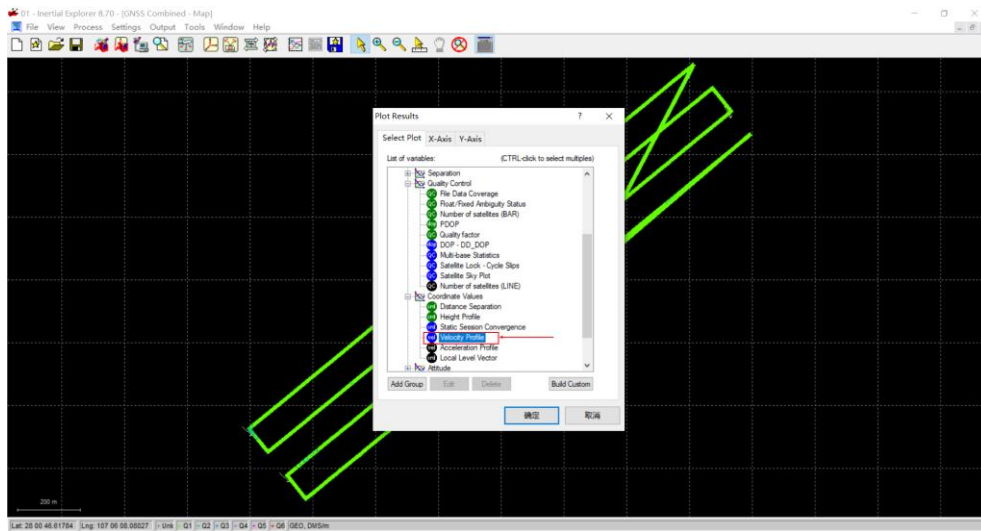 01 - Inertial Explorer 8.70 - [GNSS Combined - Map]
File View Process Settings Output Tools Window Help
Plot Results ? ×
Select Plot X-Axis Y-Axis
List of variables: (CTRL-click to select multiples)
Separation
Quality Control
File Data Coverage
Float/Fixed Ambiguity Status
Number of satellites (BAR)
PDOP
Quality factor
DOP - DD_DOP
Multi-base Statistics
Satellite Lock - Cycle Slips
Satellite Sky Plot
Number of satellites (LINE)
Coordinate Values
Distance Separation
Height Profile
Static Session Convergence
Velocity Profile
Acceleration Profile
Local Level Vector
Attitude
Add Group Edit Delete Build Custom
确定 取消
200 m
Lat: 28 00 46.61784 Lng: 107 06 08.08027 Unk Q1 Q2 Q3 Q4 Q5 Q6 GEO, DMS/m